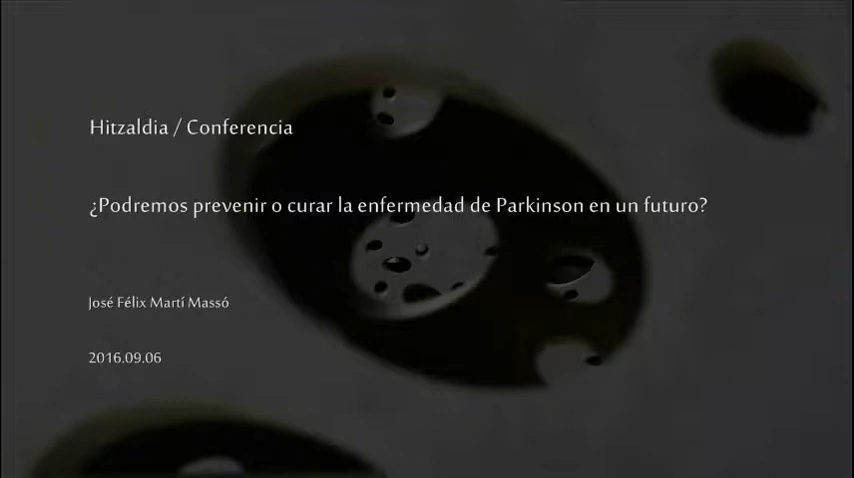 Hitzaldia / Conferencia
¿Podremos prevenir o curar la enfermedad de Parkinson en un futuro?
José Félix Martí Massó
2016.09.06